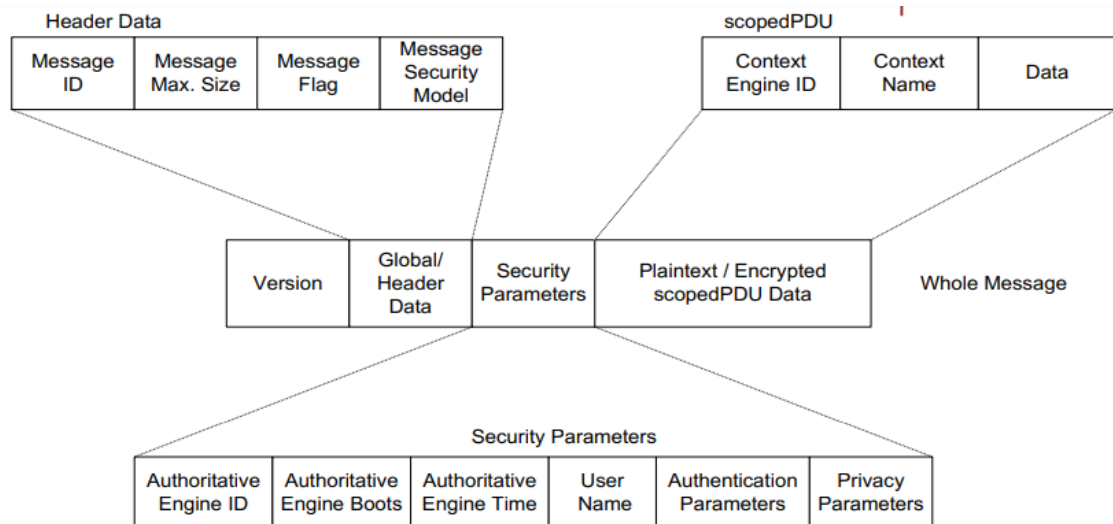 Header Data
scopedPDU
Message ID
Message Max. Size
Message Flag
Message Security Model
Context Engine ID
Context Name
Data
Version
Global/ Header Data
Security Parameters
Plaintext / Encrypted scopedPDU Data
Whole Message
Security Parameters
Authoritative Engine ID
Authoritative Engine Boots
Authoritative Engine Time
User Name
Authentication Parameters
Privacy Parameters